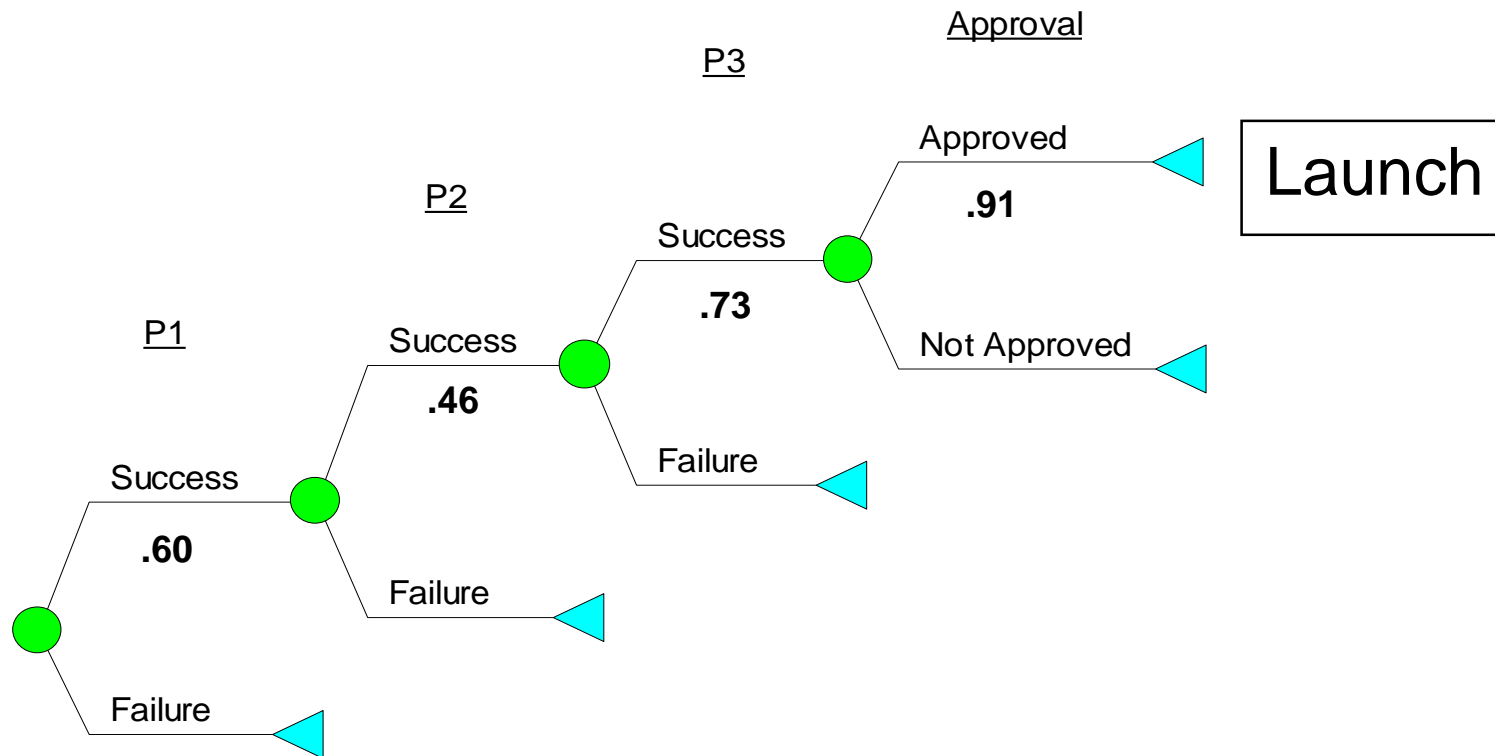 Approval
P3
Approved
Launch
P2
.91
Success
.73
P1
Success
Not Approved
.46
Failure
Success
.60
Failure
Failure